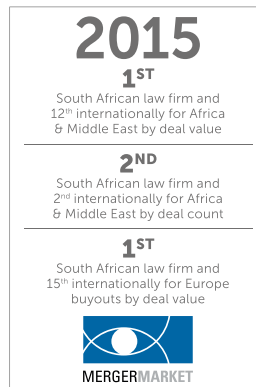 2015
1ST
South African law firm and
12th internationally for Africa
& Middle East by deal value
2ND
South African law firm and
2nd internationally for Africa
& Middle East by deal count
1ST
South African law firm and
15th internationally for Europe
buyouts by deal value
MERGERMARKET